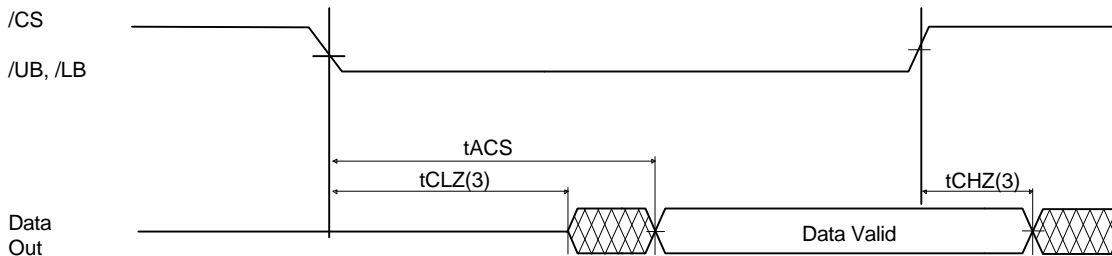 /CS
/UB, /LB
tACS
tCLZ(3)
tCHZ(3)
Data
Out
Data Valid